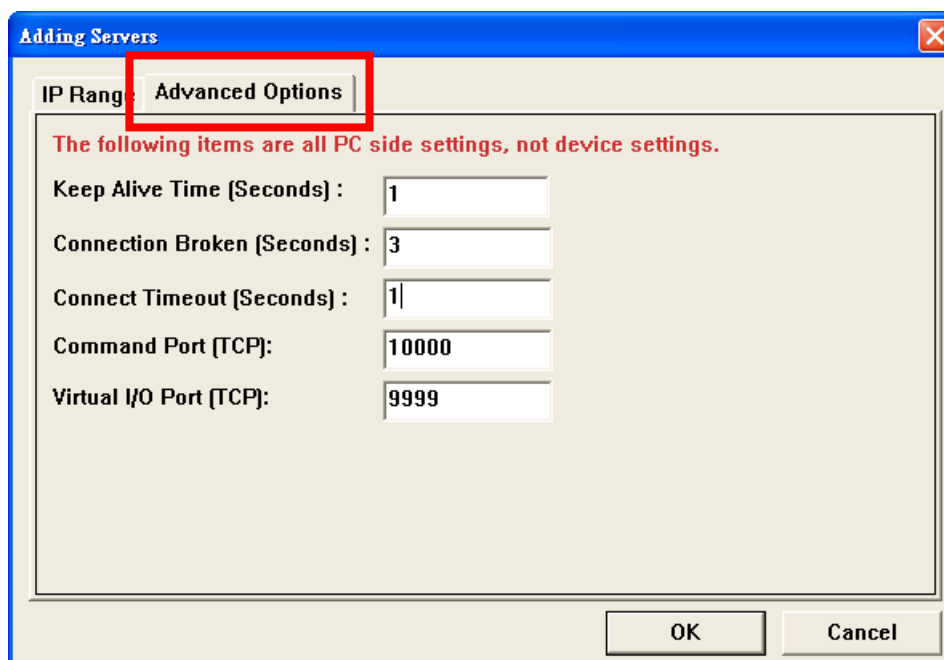 Adding Servers
IP Range
Advanced Options
The following items are all PC side settings, not device settings.
Keep Alive Time (Seconds) : 1
Connection Broken (Seconds) : 3
Connect Timeout (Seconds) : 1
Command Port (TCP): 10000
Virtual I/O Port (TCP): 9999
OK
Cancel